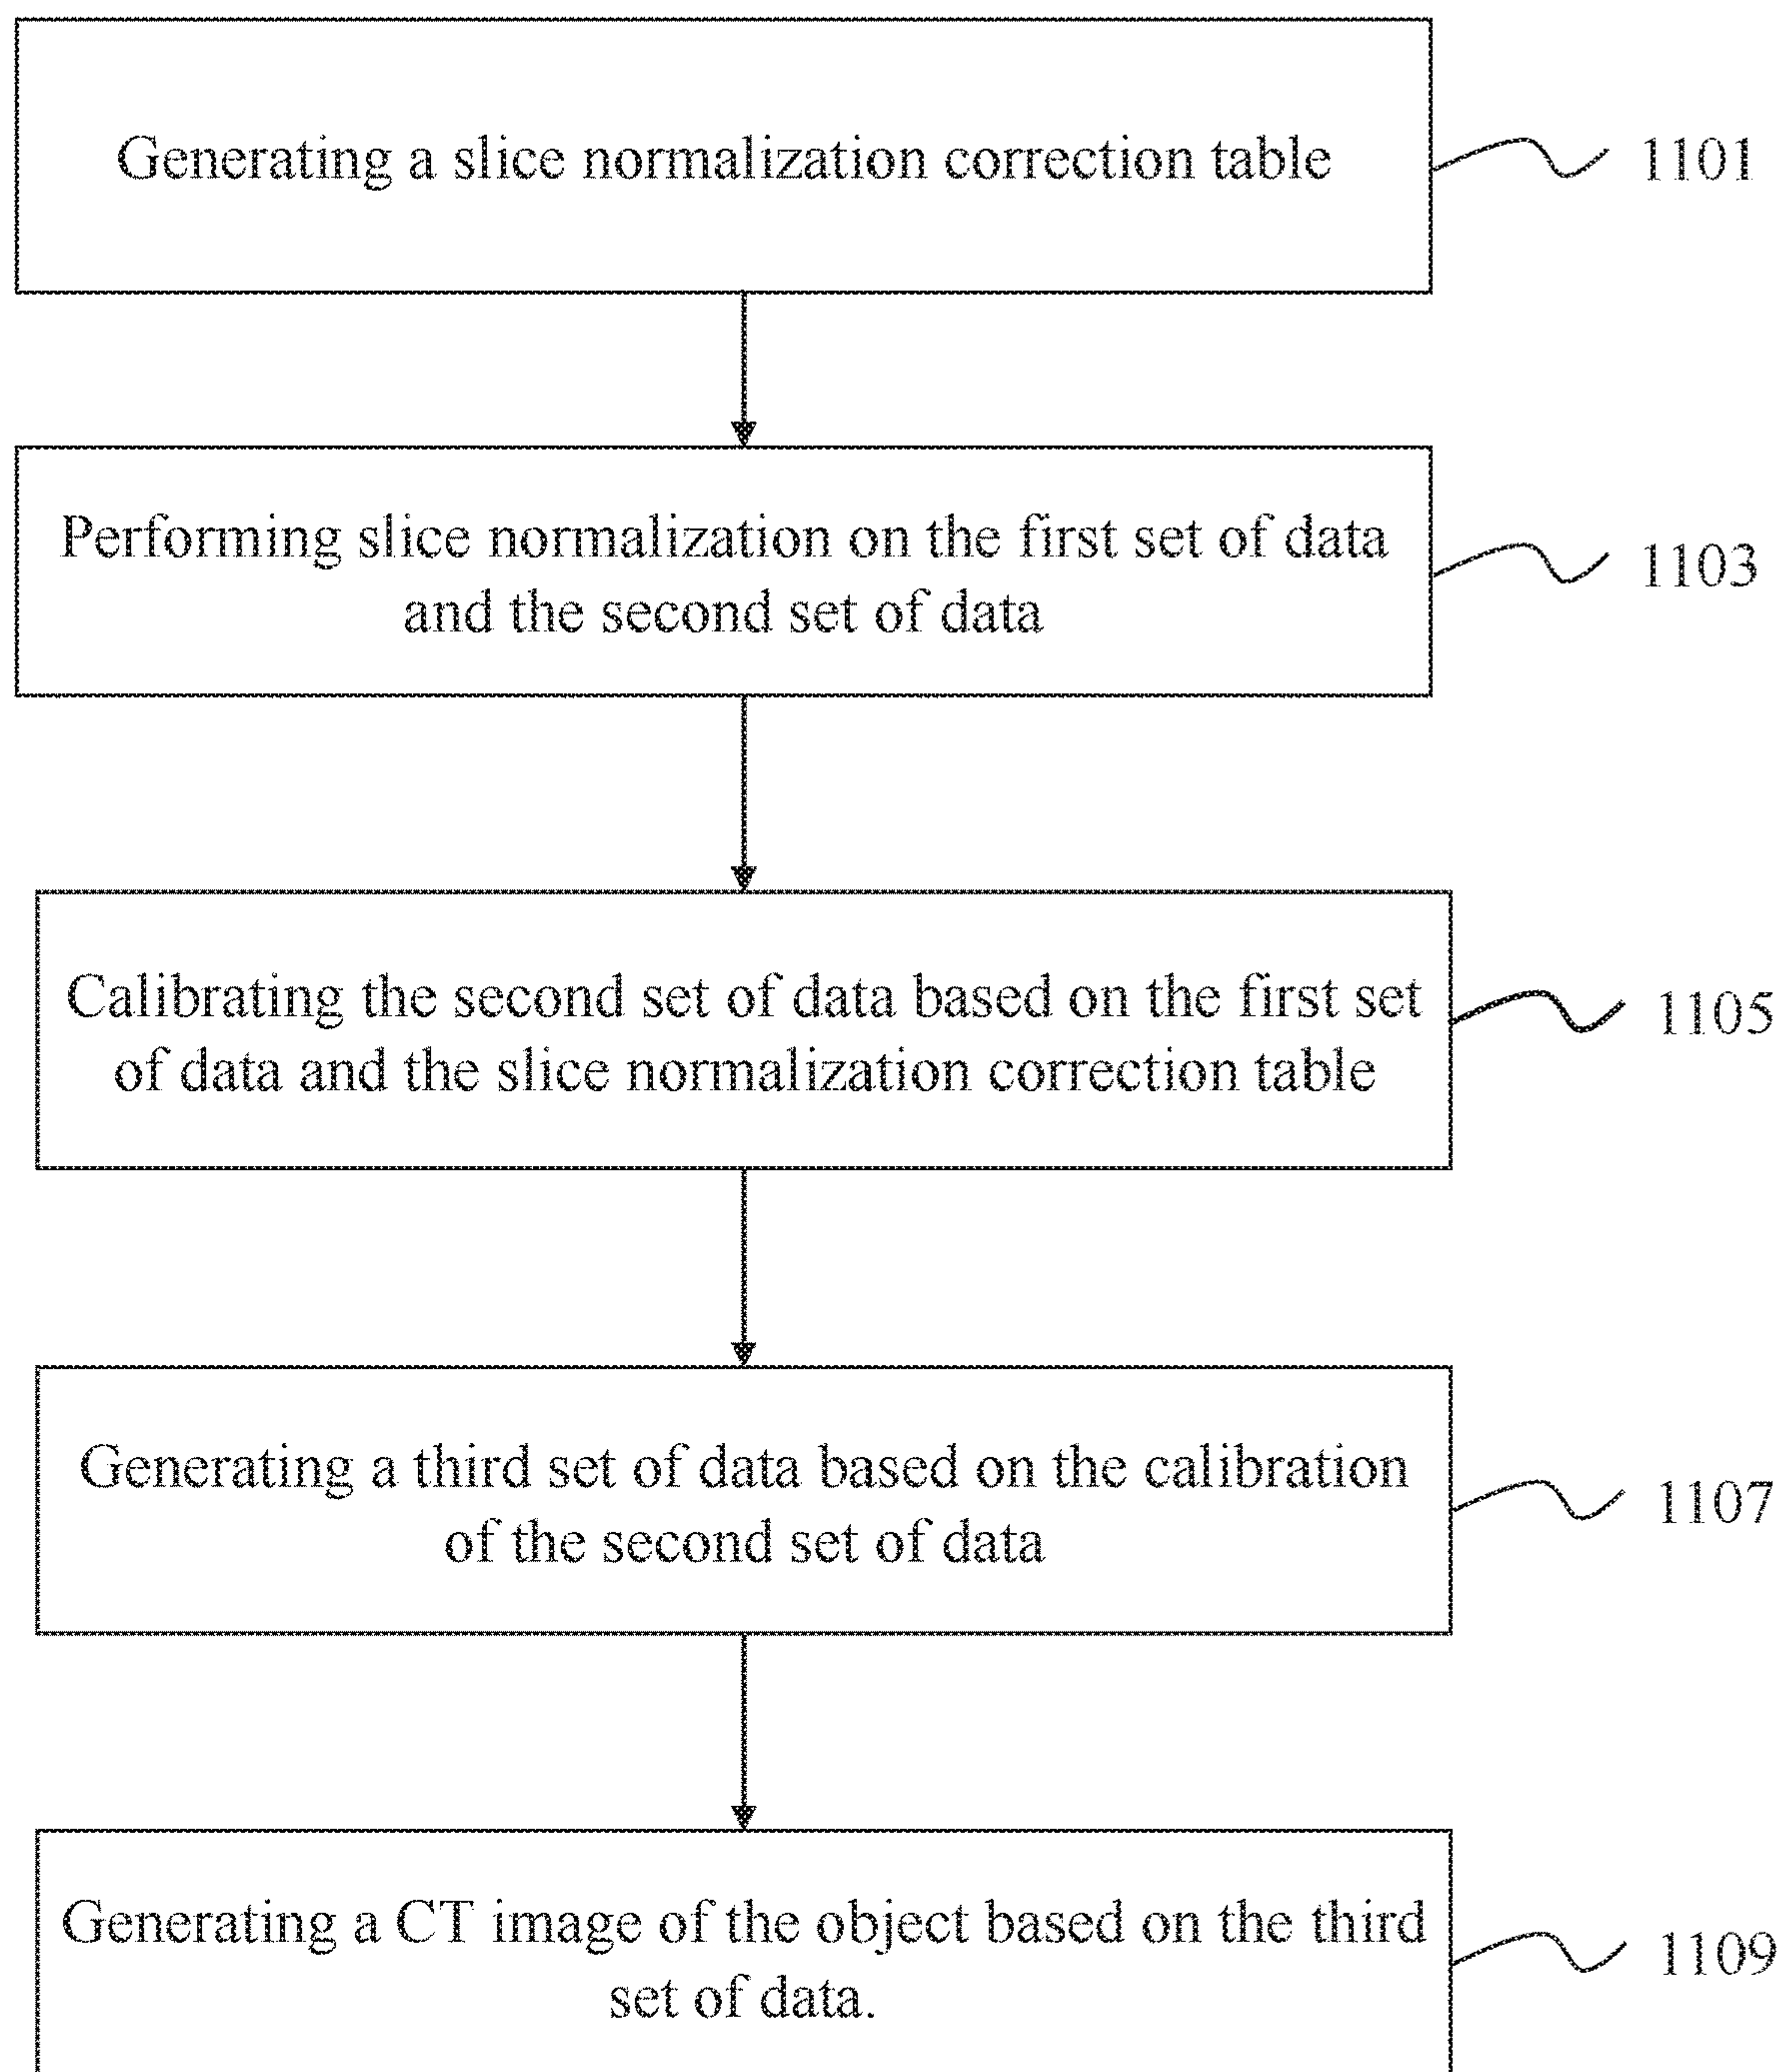 Generating a slice normalization correction table
1101
Performing slice normalization on the first set of data
and the second set of data
1103
Calibrating the second set of data based on the first set
of data and the slice normalization correction table
1105
Generating a third set of data based on the calibration
of the second set of data
1107
Generating a CT image of the object based on the third
set of data.
1109